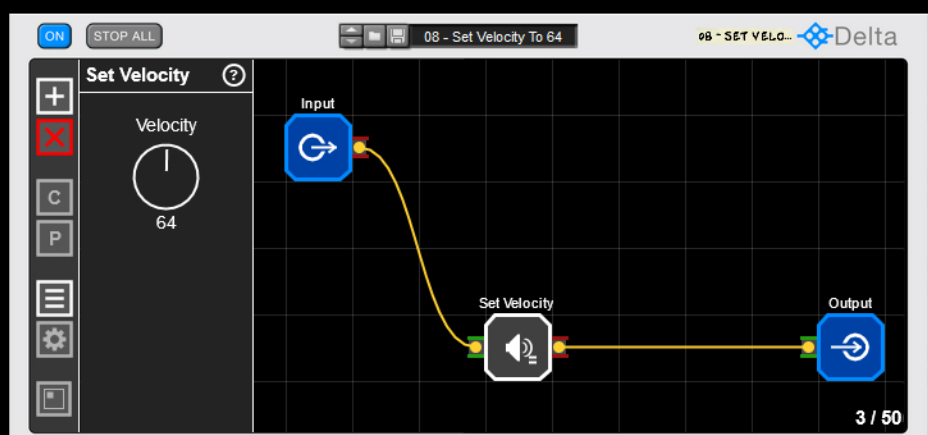 ON
STOP ALL
08 - Set Velocity To 64
08 - SET VELO...
Delta
Set Velocity ?
Velocity
64
C
P
Input
Set Velocity
Output
3 / 50